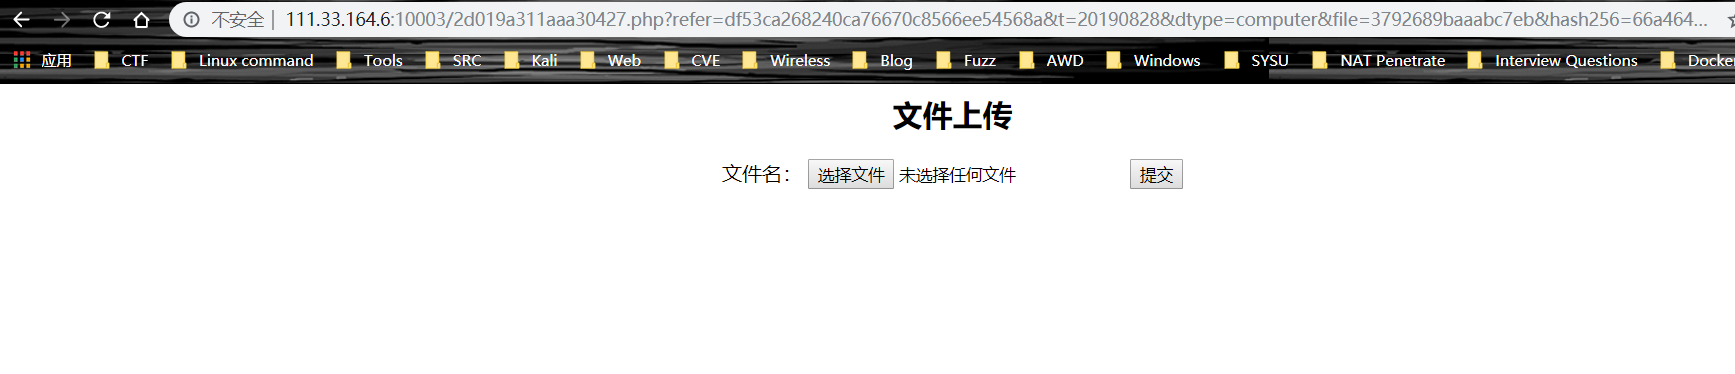 不安全 | 111.33.164.6:10003/2d019a311aaa30427.php?refer=df53ca268240ca76670c8566ee54568a&t=20190828&dtype=computer&file=3792689baaabc7eb&hash256=66a464...
应用 CTF Linux command Tools SRC Kali Web CVE Wireless Blog Fuzz AWD Windows SYSU NAT Penetrate Interview Questions Docker
文件上传
文件名： 选择文件 未选择任何文件 提交